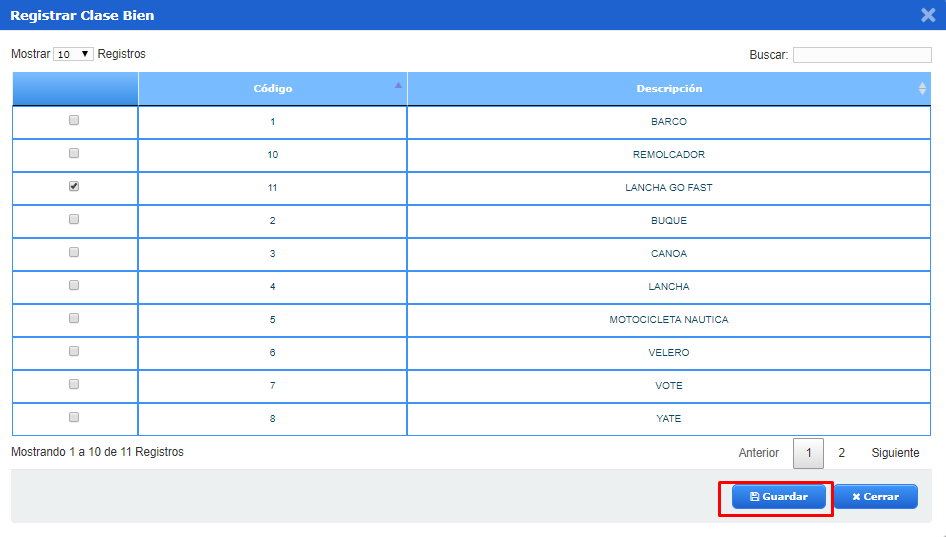 Registrar Clase Bien
Mostrar 10 Registros
Buscar:
Código Descripción
1 BARCO
10 REMOLCADOR
11 LANCHA GO FAST
2 BUQUE
3 CANOA
4 LANCHA
5 MOTOCICLETA NAUTICA
6 VELERO
7 VOTE
8 YATE
Mostrando 1 a 10 de 11 Registros
Anterior 1 2 Siguiente
Guardar Cerrar